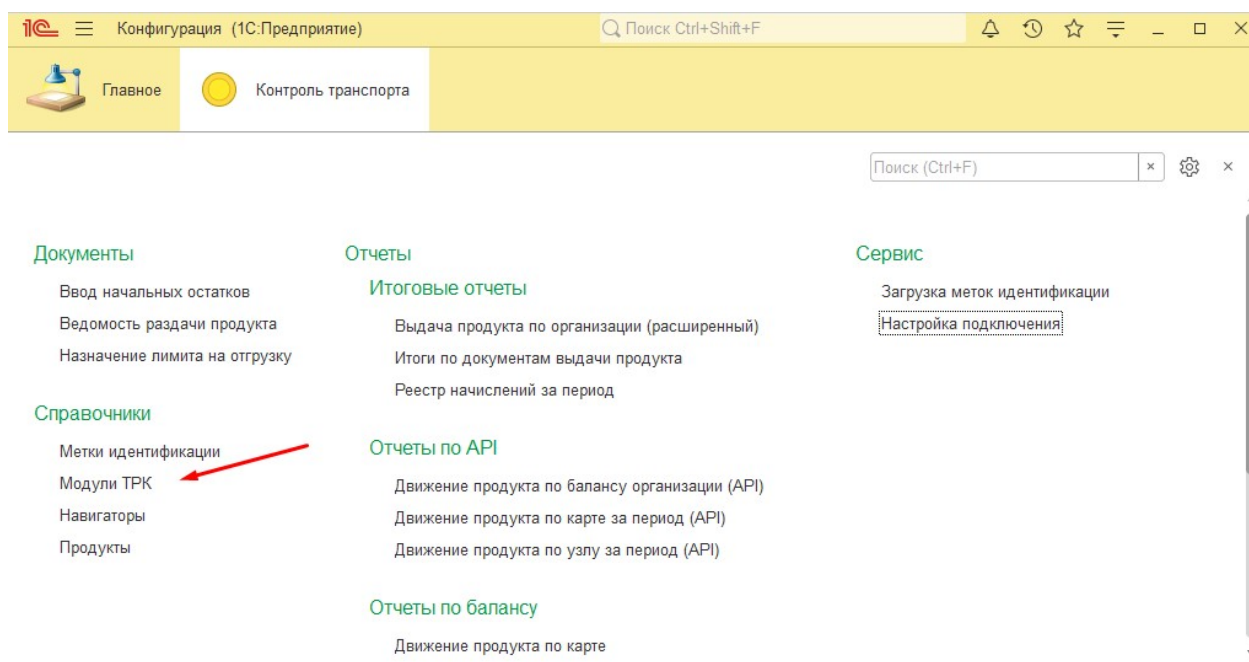 1С Конфигурация (1С:Предприятие) Поиск Ctrl+Shift+F
Главное Контроль транспорта
Поиск (Ctrl+F)
Документы
Ввод начальных остатков
Ведомость раздачи продукта
Назначение лимита на отгрузку
Справочники
Метки идентификации
Модули ТРК
Навигаторы
Продукты
Отчеты
Итоговые отчеты
Выдача продукта по организации (расширенный)
Итоги по документам выдачи продукта
Реестр начислений за период
Отчеты по API
Движение продукта по балансу организации (API)
Движение продукта по карте за период (API)
Движение продукта по узлу за период (API)
Отчеты по балансу
Движение продукта по карте
Сервис
Загрузка меток идентификации
Настройка подключения